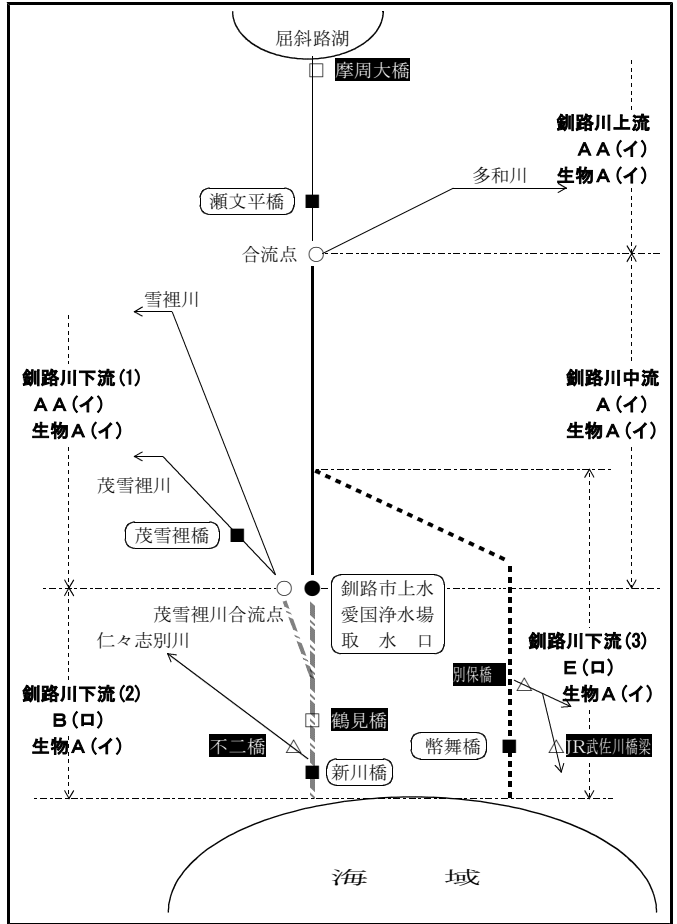 屈斜路湖
摩周大橋
釧路川上流
ＡＡ(イ)
生物Ａ(イ)
多和川
瀬文平橋
合流点
雪裡川
釧路川下流(1)
ＡＡ(イ)
生物Ａ(イ)
釧路川中流
Ａ(イ)
生物Ａ(イ)
茂雪裡川
茂雪裡橋
釧路市上水
愛国浄水場
取　水　口
茂雪裡川合流点
仁々志別川
釧路川下流(3)
Ｅ(ロ)
生物Ａ(イ)
別保橋
釧路川下流(2)
Ｂ(ロ)
生物Ａ(イ)
鶴見橋
不二橋
幣舞橋
JR武佐川橋梁
新川橋
海　域